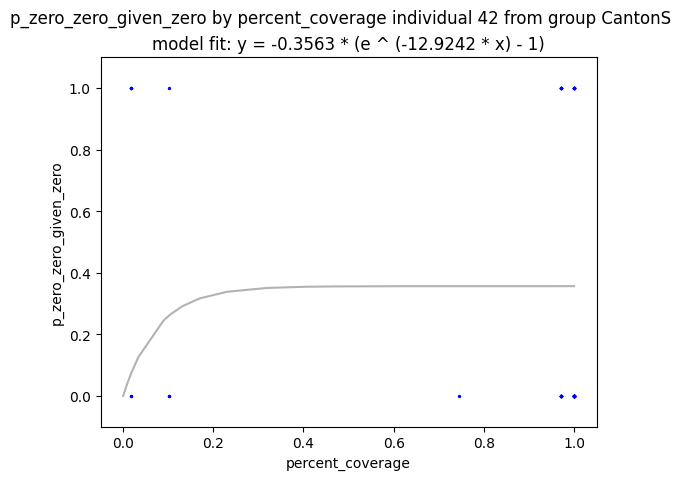 p_zero_zero_given_zero by percent_coverage individual 42 from group CantonS
model fit: y = -0.3563 * (e ^ (-12.9242 * x) - 1)
1.0
0.8
0.6
0.4
0.2
0.0
p_zero_zero_given_zero
0.0 0.2 0.4 0.6 0.8 1.0
percent_coverage